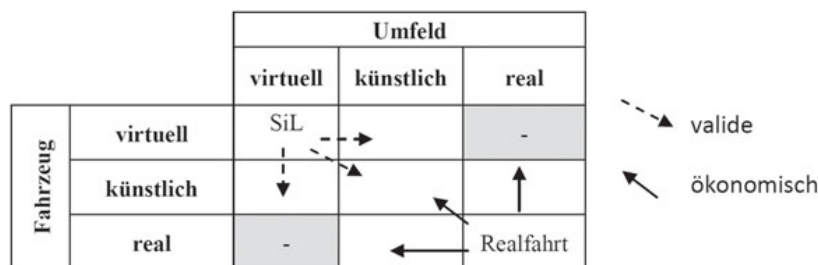 Umfeld
virtuell künstlich real
Fahrzeug
virtuell SiL -
künstlich
real - Realfahrt
valide
ökonomisch